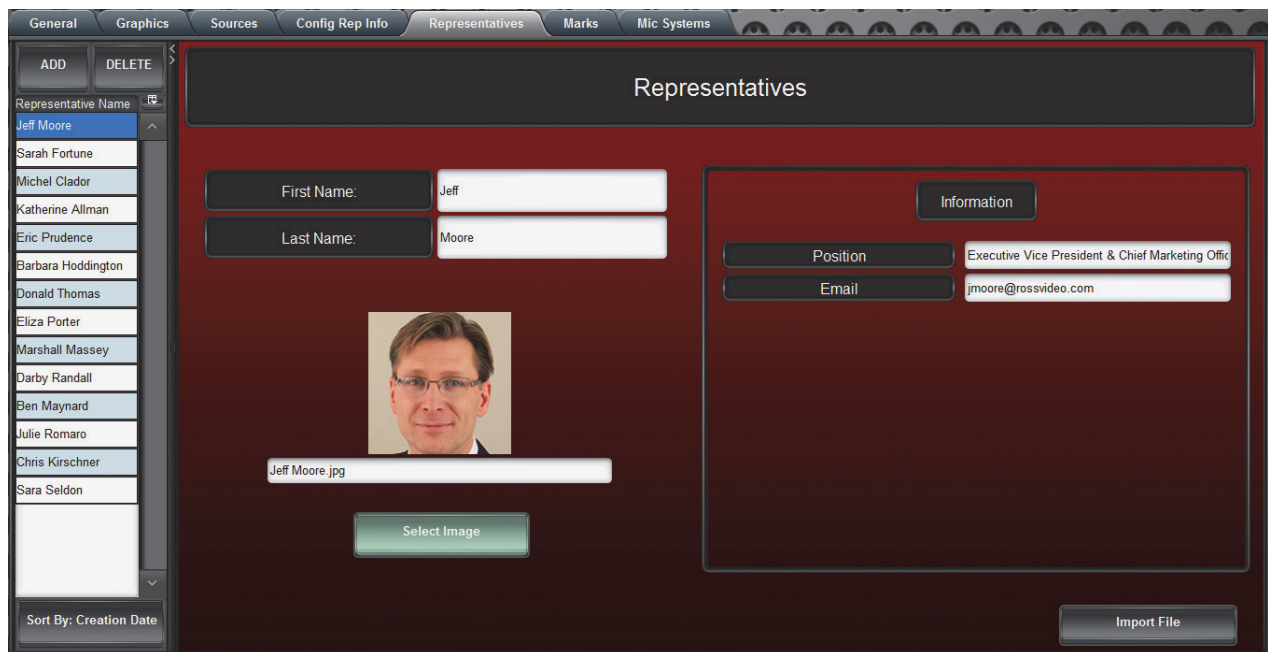 General Graphics Sources Config Rep Info Representatives Marks Mic Systems
ADD DELETE
Representative Name
Jeff Moore
Sarah Fortune
Michel Clador
Katherine Allman
Eric Prudence
Barbara Hoddington
Donald Thomas
Eliza Porter
Marshall Massey
Darby Randall
Ben Maynard
Julie Romaro
Chris Kirschner
Sara Seldon
Sort By: Creation Date
Representatives
First Name: Jeff
Last Name: Moore
Jeff Moore.jpg
Select Image
Information
Position Executive Vice President & Chief Marketing Offic
Email jmoore@rossvideo.com
Import File